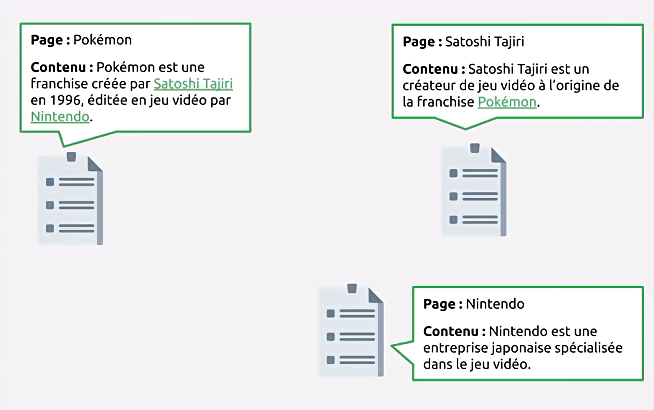 Page : Pokémon
Contenu : Pokémon est une
franchise créée par Satoshi Tajiri
en 1996, éditée en jeu vidéo par
Nintendo.
Page : Satoshi Tajiri
Contenu : Satoshi Tajiri est un
créateur de jeu vidéo à l'origine de
la franchise Pokémon.
Page : Nintendo
Contenu : Nintendo est une
entreprise japonaise spécialisée
dans le jeu vidéo.